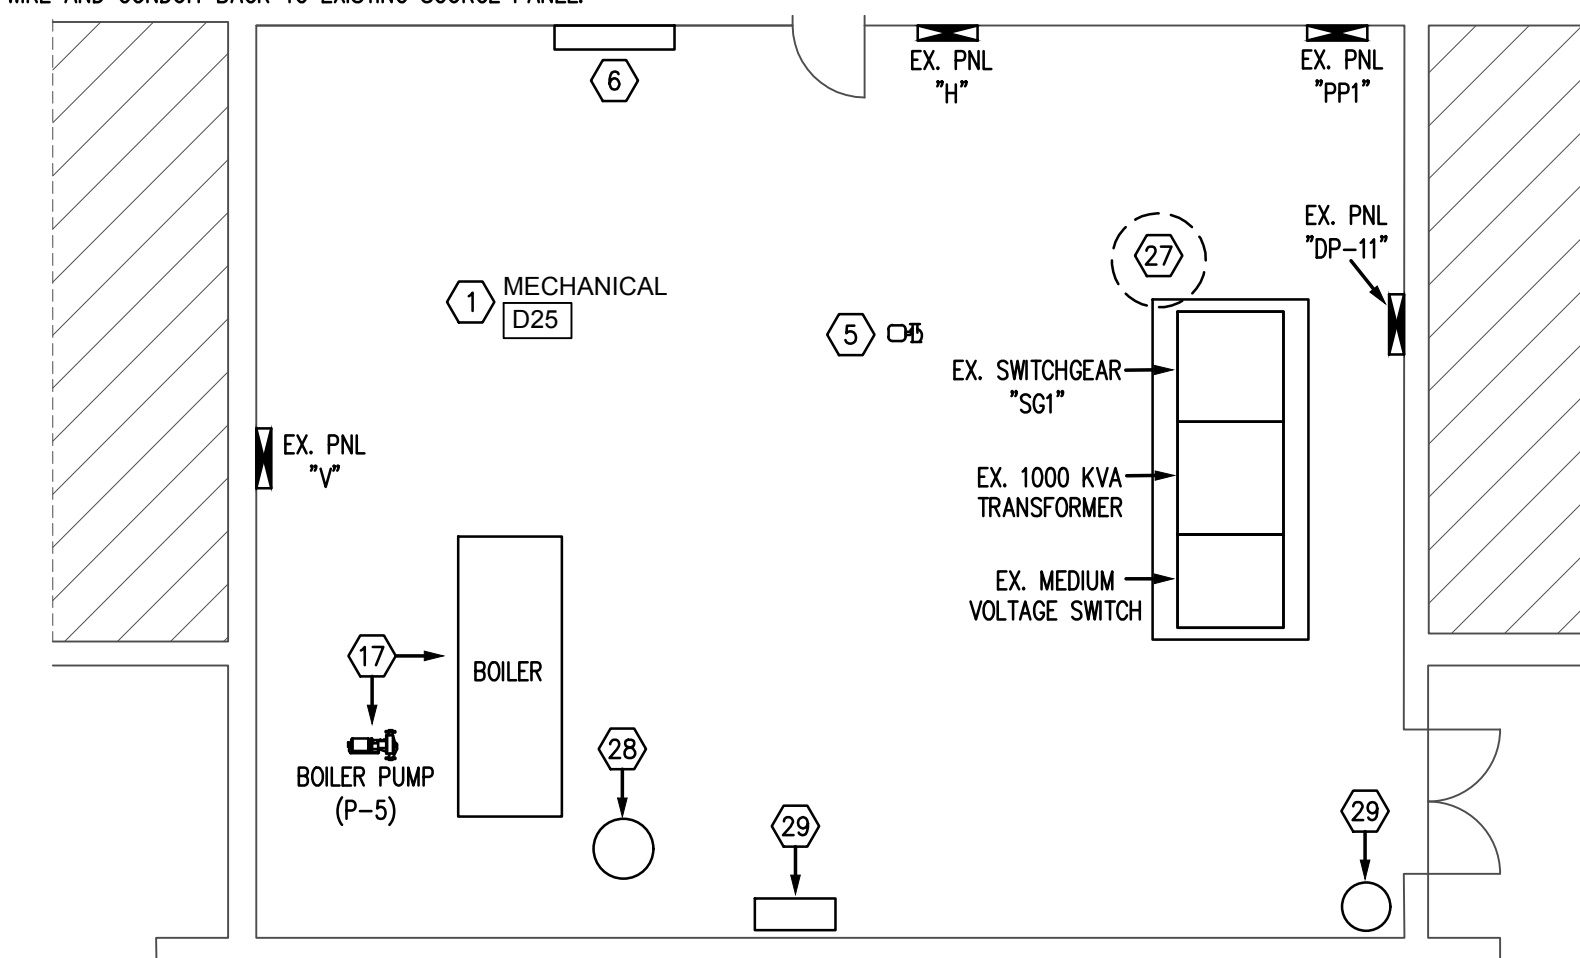 WIRE AND CONDUIT BACK TO EXISTING SOURCE PANEL.
6
EX. PNL
"H"
EX. PNL
"PP1"
EX. PNL
"DP-11"
27
1
MECHANICAL
D25
5
EX. SWITCHGEAR
"SG1"
EX. PNL
"V"
EX. 1000 KVA
TRANSFORMER
EX. MEDIUM
VOLTAGE SWITCH
17
BOILER
BOILER PUMP
(P-5)
28
29
29